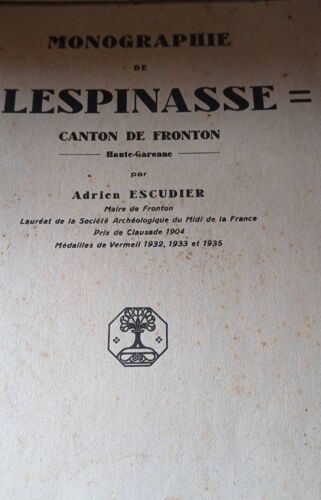 MONOGRAPHIE
DE
LESPINASSE =
CANTON DE FRONTON
Haute-Garonne
par
Adrien ESCUDIER
Maire de Fronton
Lauréat de la Société Archéologique du Midi de la France
Prix de Clausade 1904
Médailles de Vermeil 1932, 1933 et 1935